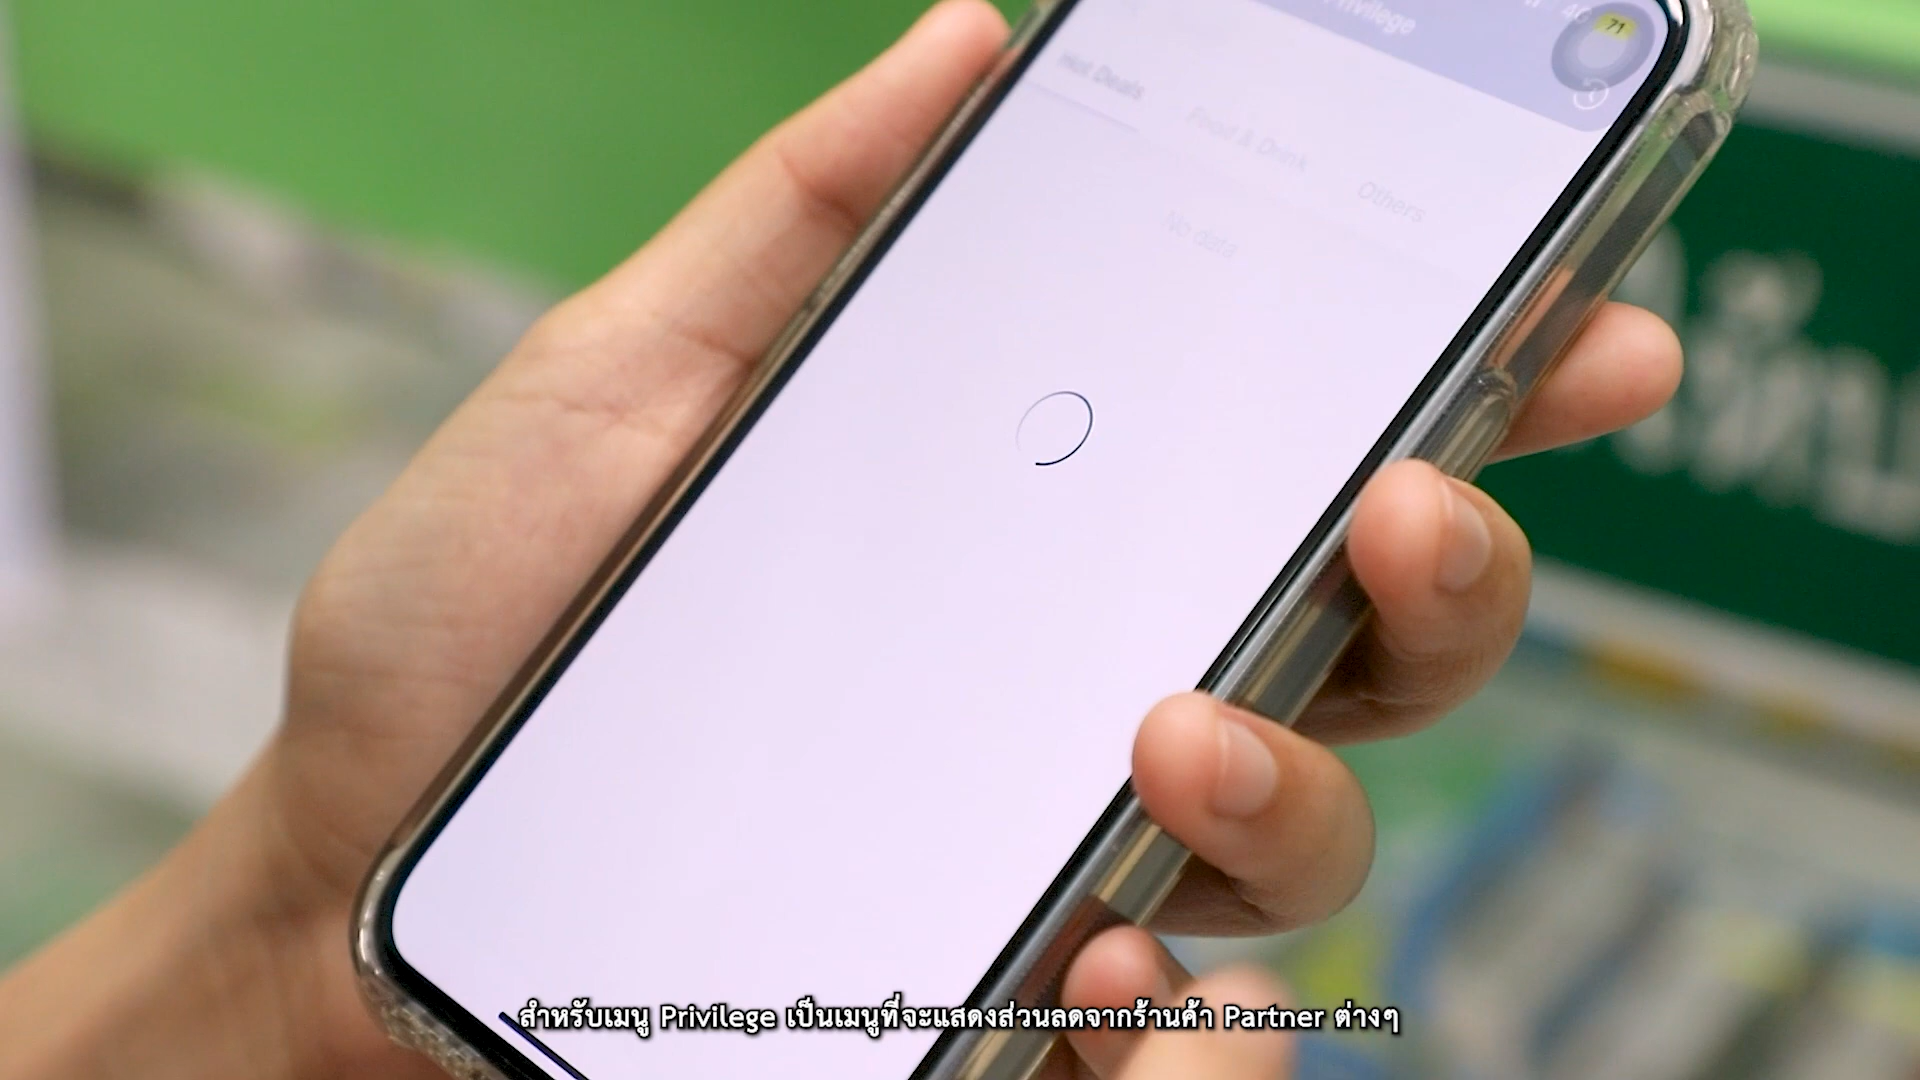 Privilege
4G 71
Hot Deals
Food & Drink
Others
No data
สำหรับเมนู Privilege เป็นเมนูที่จะแสดงส่วนลดจากร้านค้า Partner ต่างๆ